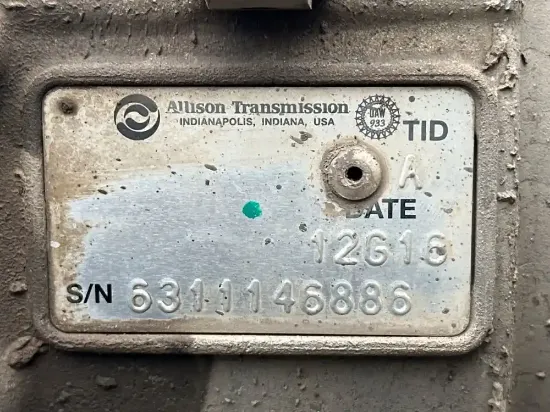 Allison Transmission
INDIANAPOLIS, INDIANA, USA
UAW
933
TID
A
DATE
12G16
S/N 6311146886